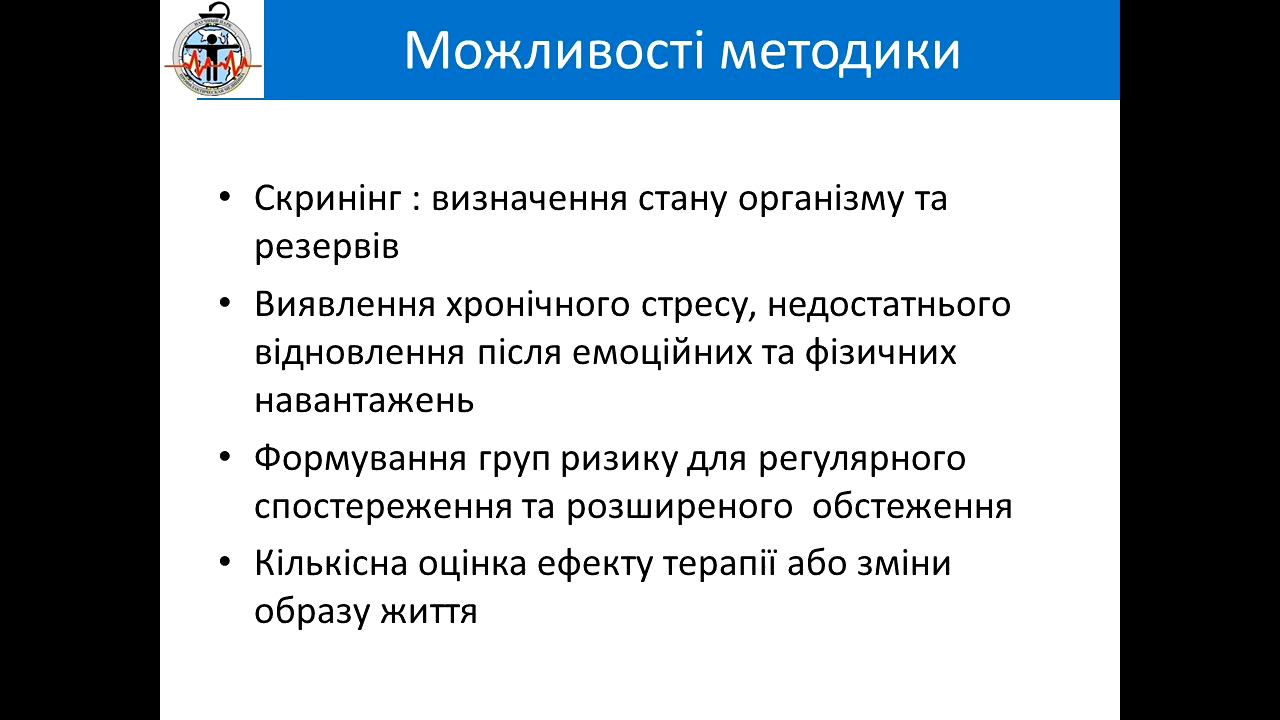 Можливості методики
• Скринінг : визначення стану організму та
резервів
• Виявлення хронічного стресу, недостатнього
відновлення після емоційних та фізичних
навантажень
• Формування груп ризику для регулярного
спостереження та розширеного  обстеження
• Кількісна оцінка ефекту терапії або зміни
образу життя